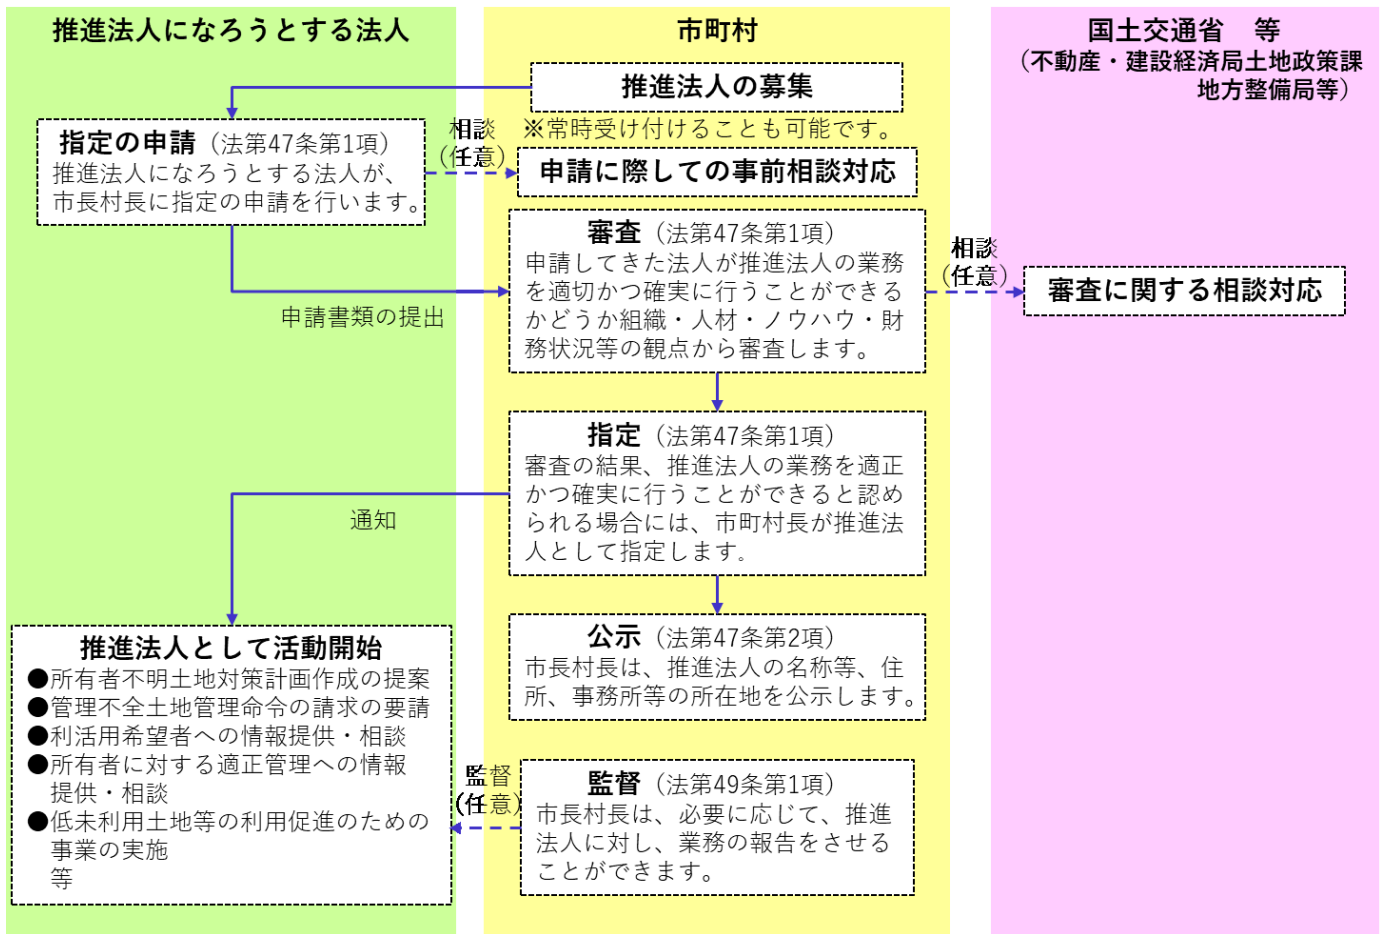 推進法人になろうとする法人
市町村
国土交通省　等
（不動産・建設経済局土地政策課
地方整備局等）
推進法人の募集
※常時受け付けることも可能です。
指定の申請（法第47条第1項）
推進法人になろうとする法人が、
市長村長に指定の申請を行います。
相談
（任意）
申請に際しての事前相談対応
申請書類の提出
審査（法第47条第1項）
申請してきた法人が推進法人の業務
を適切かつ確実に行うことができる
かどうか組織・人材・ノウハウ・財
務状況等の観点から審査します。
相談
（任意）
審査に関する相談対応
指定（法第47条第1項）
審査の結果、推進法人の業務を適正
かつ確実に行うことができると認め
られる場合には、市町村長が推進法
人として指定します。
通知
公示（法第47条第2項）
市長村長は、推進法人の名称等、住
所、事務所等の所在地を公示します。
推進法人として活動開始
●所有者不明土地対策計画作成の提案
●管理不全土地管理命令の請求の要請
●利活用希望者への情報提供・相談
●所有者に対する適正管理への情報
提供・相談
●低未利用土地等の利用促進のための
事業の実施
等
監督
（任意）
監督（法第49条第1項）
市長村長は、必要に応じて、推進
法人に対し、業務の報告をさせる
ことができます。